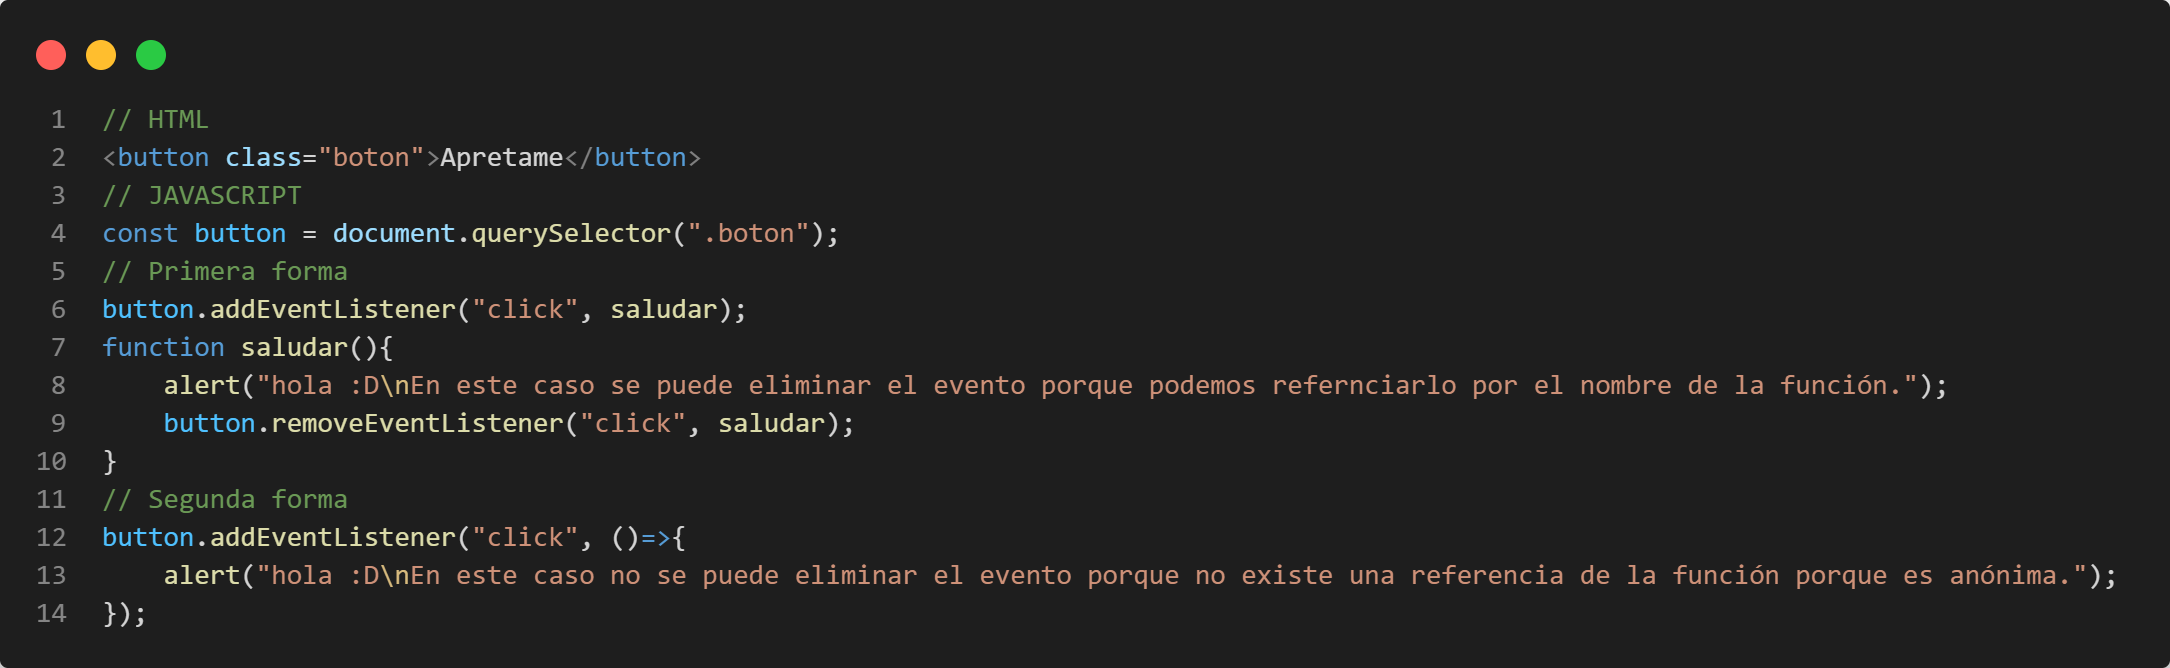 1 // HTML
2 <button class="boton">Apretame</button>
3 // JAVASCRIPT
4 const button = document.querySelector(".boton");
5 // Primera forma
6 button.addEventListener("click", saludar);
7 function saludar(){
8     alert("hola :D\nEn este caso se puede eliminar el evento porque podemos refernciarlo por el nombre de la función.");
9     button.removeEventListener("click", saludar);
10 }
11 // Segunda forma
12 button.addEventListener("click", ()=>{
13     alert("hola :D\nEn este caso no se puede eliminar el evento porque no existe una referencia de la función porque es anónima.");
14 });